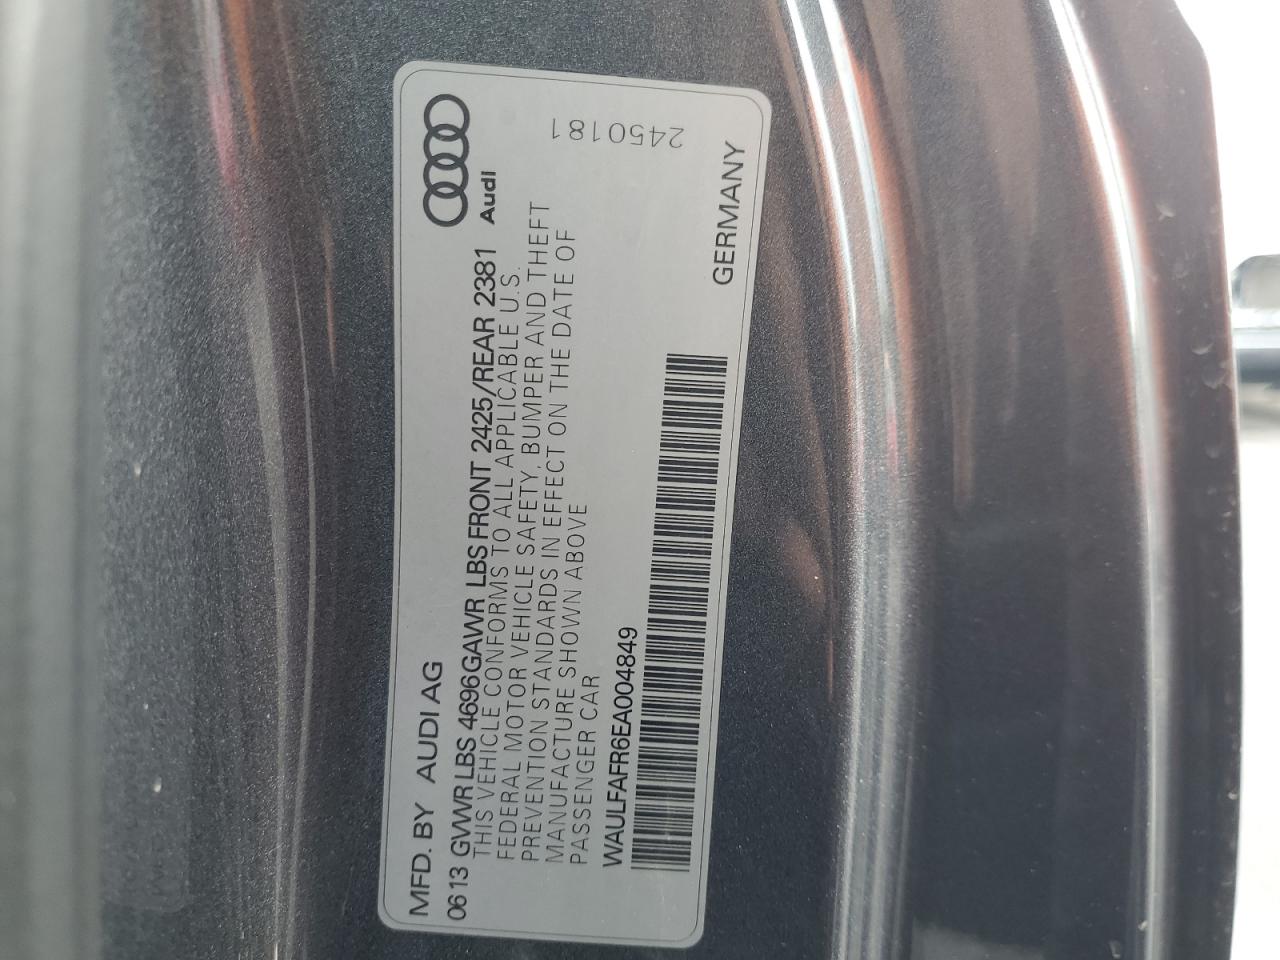 MFD. BY AUDI AG
Audi
0613 GVWR LBS 4696 GAWR LBS FRONT 2425/REAR 2381
THIS VEHICLE CONFORMS TO ALL APPLICABLE U.S.
FEDERAL MOTOR VEHICLE SAFETY, BUMPER AND THEFT
PREVENTION STANDARDS IN EFFECT ON THE DATE OF
MANUFACTURE SHOWN ABOVE
PASSENGER CAR
WAULFAFR6EA004849
GERMANY
2450181